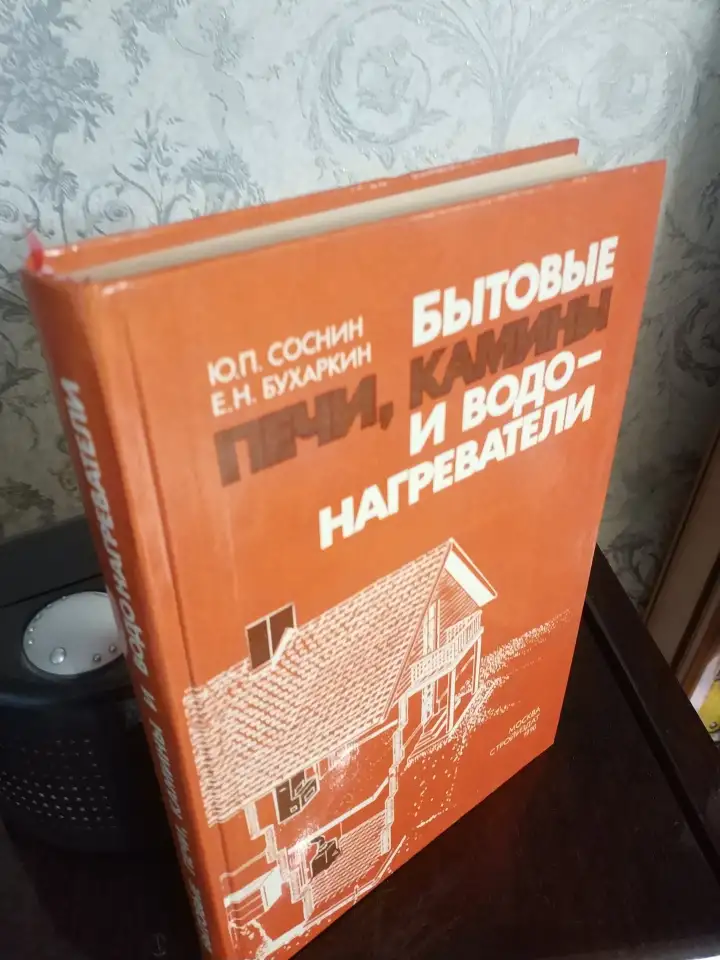 Ю.П. СОСНИН
Е.Н. БУХАРКИН
БЫТОВЫЕ
ПЕЧИ, КАМИНЫ
И ВОДО–
НАГРЕВАТЕЛИ
МОСКВА
СТРОЙИЗДАТ
ПЕЧИ, КАМИНЫ И ВОДОНАГРЕВАТЕЛИ